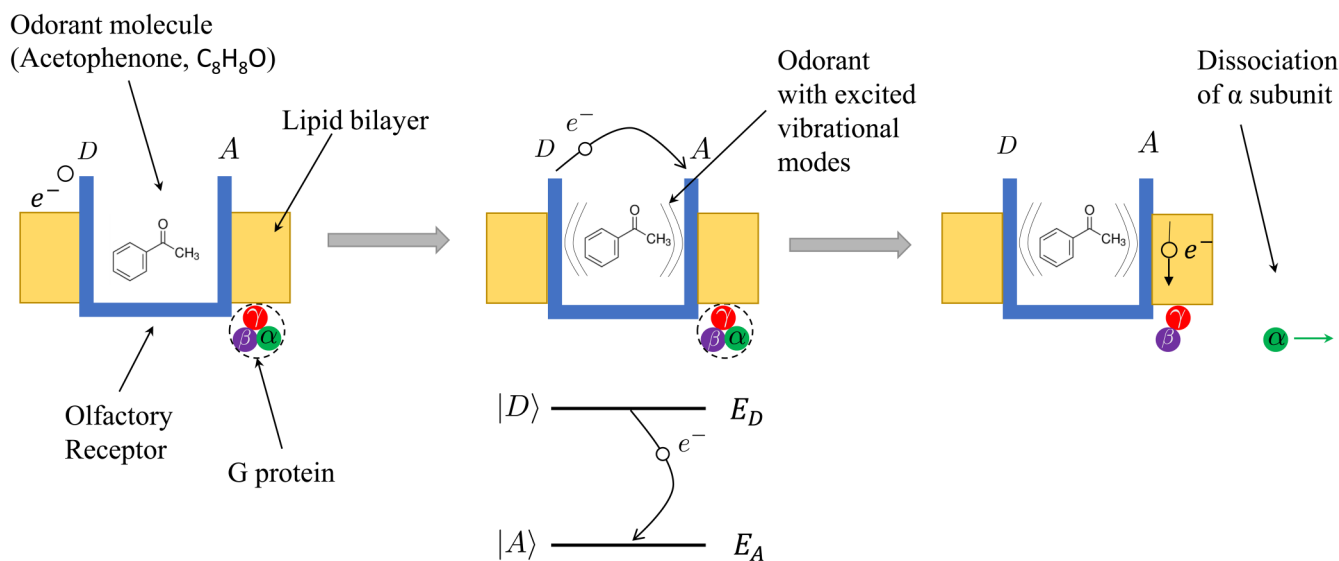 Odorant molecule
(Acetophenone, C₈H₈O)
Lipid bilayer
D
A
e⁻
O
CH₃
γ
β
α
Olfactory
Receptor
G protein
Odorant
with excited
vibrational
modes
e⁻
D
A
O
CH₃
γ
β
α
|D⟩
E_D
e⁻
|A⟩
E_A
Dissociation
of α subunit
D
A
O
CH₃
e⁻
γ
β
α